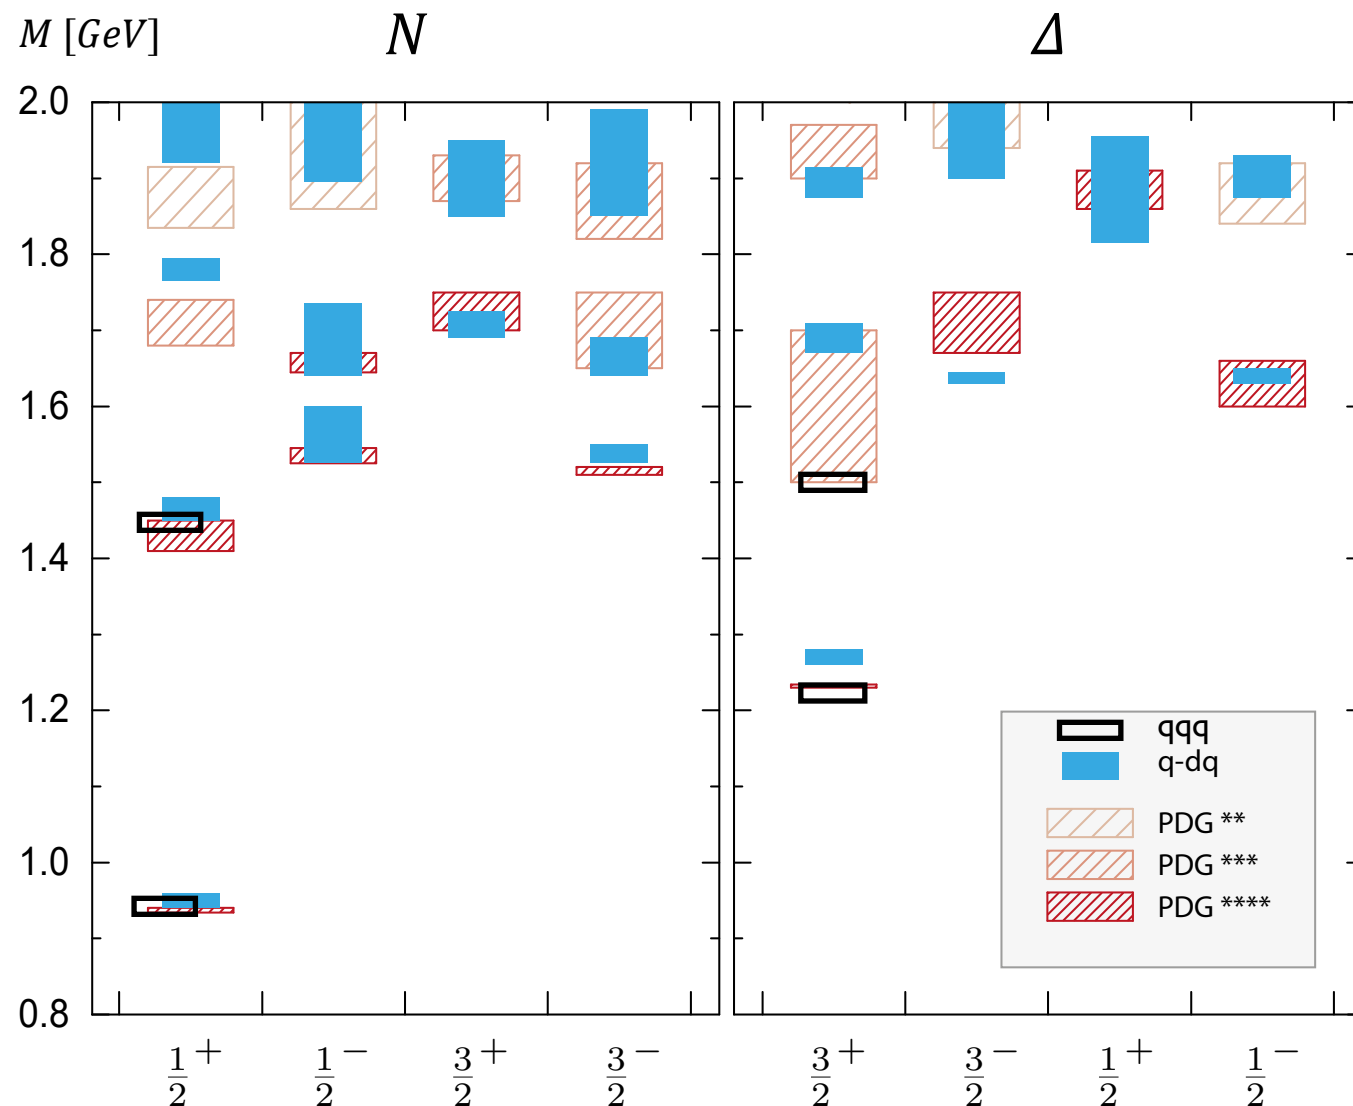 M [GeV] N Δ
2.0
1.8
1.6
1.4
1.2
1.0
0.8
qqq
q-dq
PDG **
PDG ***
PDG ****
1/2+ 1/2− 3/2+ 3/2− 3/2+ 3/2− 1/2+ 1/2−